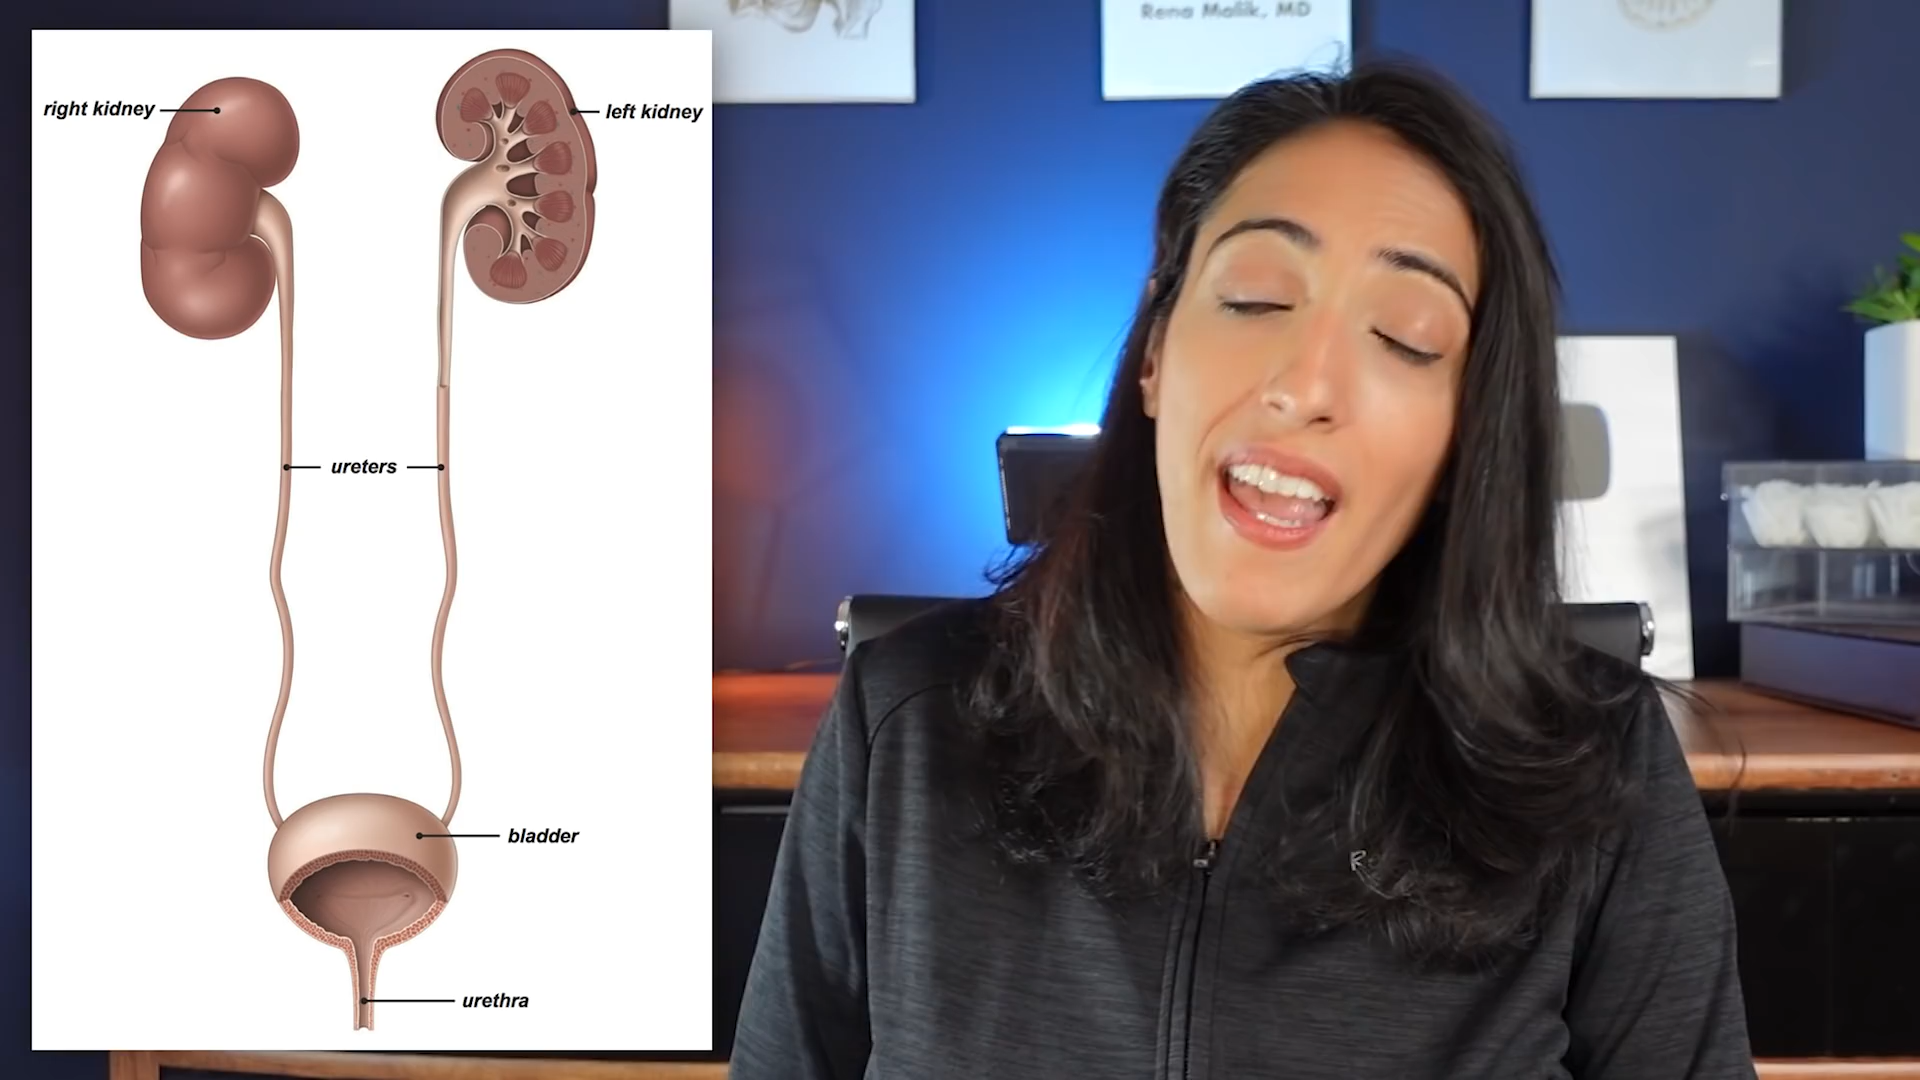 Rena Malik, MD
right kidney
left kidney
ureters
bladder
urethra